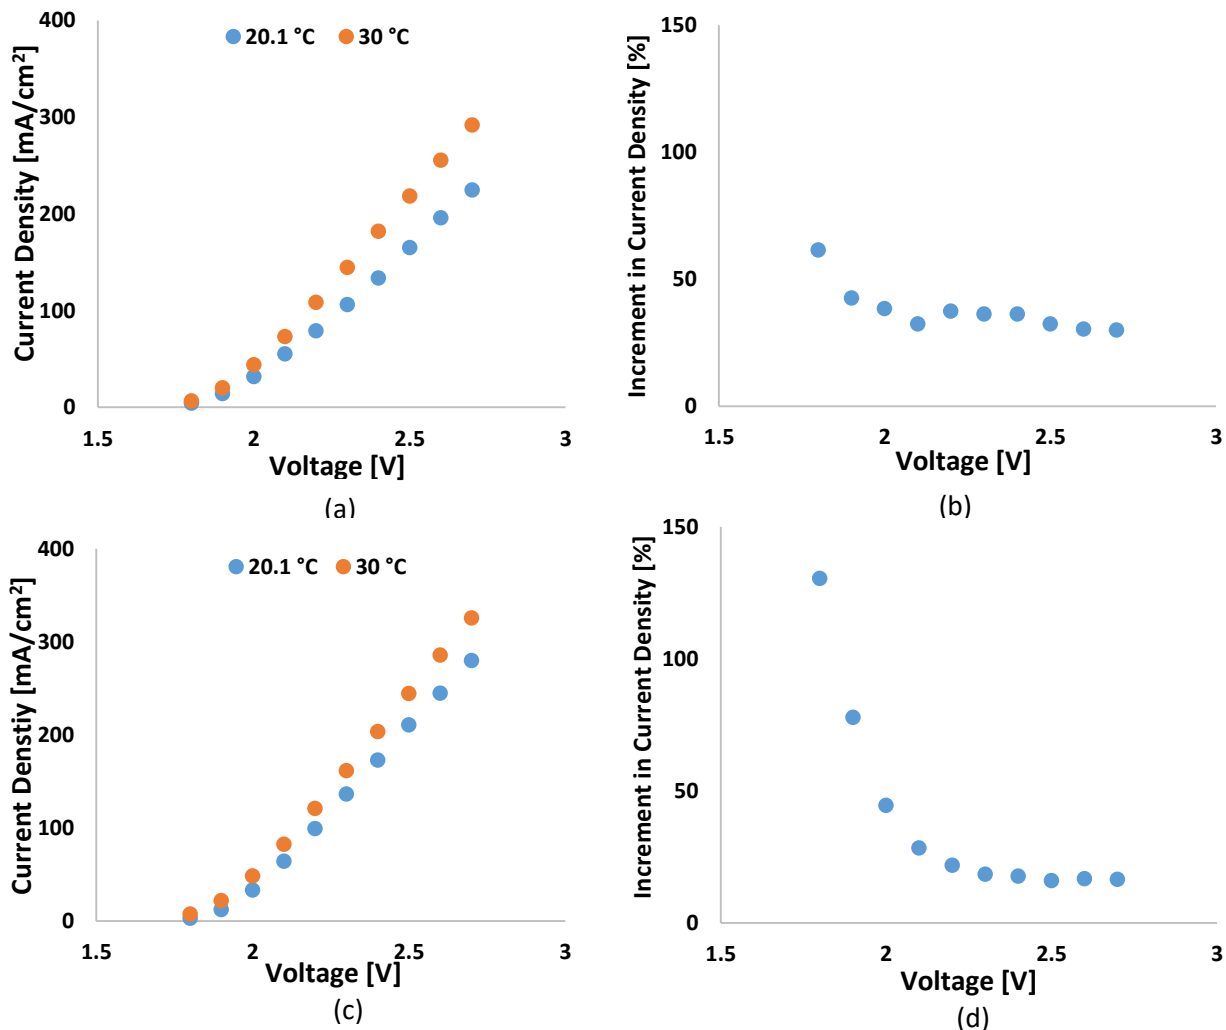 Current Density [mA/cm²]
400
300
200
100
0
20.1 °C
30 °C
1.5
2
2.5
3
Voltage [V]
(a)
Increment in Current Density [%]
150
100
50
0
1.5
2
2.5
3
Voltage [V]
(b)
Current Denstiy [mA/cm²]
400
300
200
100
0
20.1 °C
30 °C
1.5
2
2.5
3
Voltage [V]
(c)
Increment in Current Density [%]
150
100
50
0
1.5
2
2.5
3
Voltage [V]
(d)